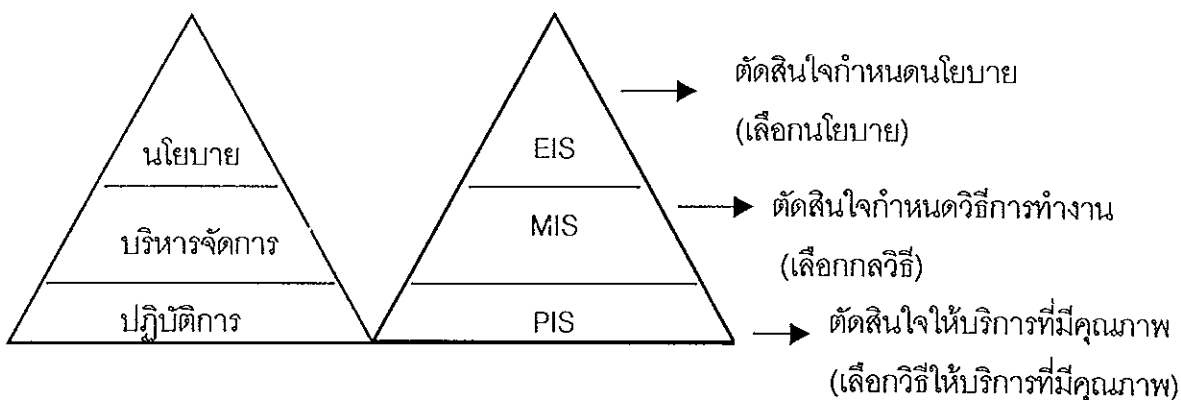 นโยบาย
บริหารจัดการ
ปฏิบัติการ
EIS
MIS
PIS
ตัดสินใจกำหนดนโยบาย
(เลือกนโยบาย)
ตัดสินใจกำหนดวิธีการทำงาน
(เลือกกลวิธี)
ตัดสินใจให้บริการที่มีคุณภาพ
(เลือกวิธีให้บริการที่มีคุณภาพ)